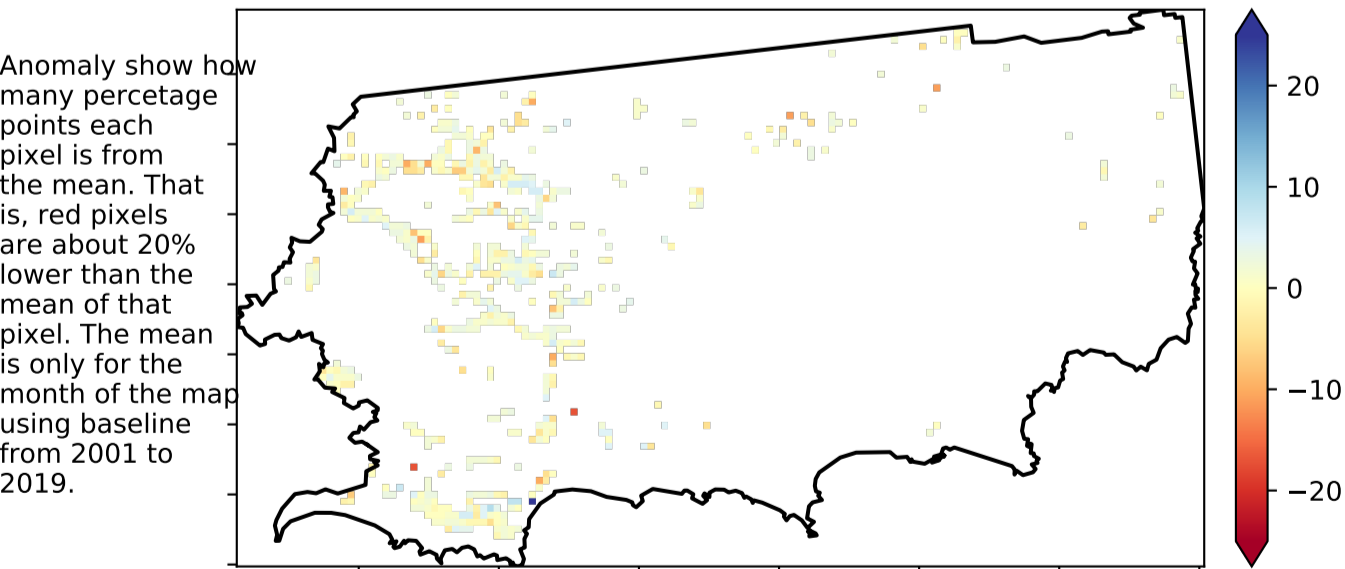 Anomaly show how
many percetage
points each
pixel is from
the mean. That
is, red pixels
are about 20%
lower than the
mean of that
pixel. The mean
is only for the
month of the map
using baseline
from 2001 to
2019.
20
10
0
−10
−20